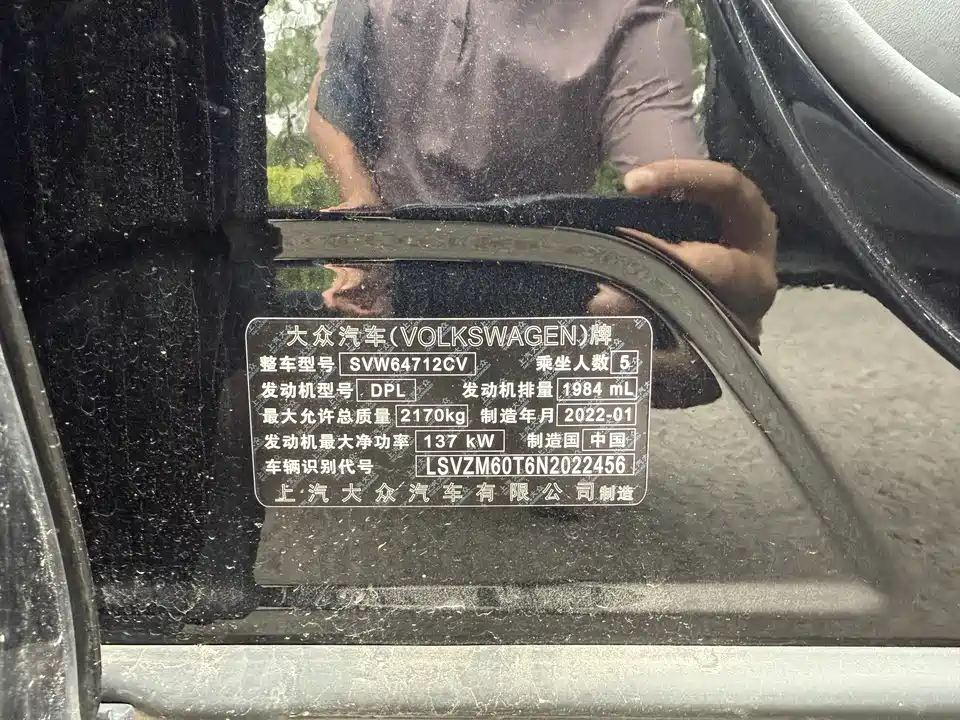 大众汽车(VOLKSWAGEN)牌
整车型号 SVW64712CV 乘坐人数 5
发动机型号 DPL 发动机排量 1984 mL
最大允许总质量 2170kg 制造年月 2022-01
发动机最大净功率 137 kW 制造国 中国
车辆识别代号 LSVZM60T6N2022456
上汽大众汽车有限公司制造